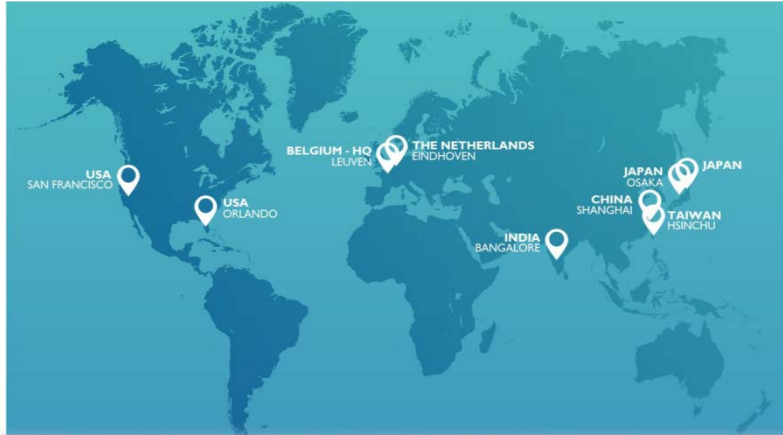 USA
SAN FRANCISCO
USA
ORLANDO
BELGIUM - HQ
LEUVEN
THE NETHERLANDS
EINDHOVEN
INDIA
BANGALORE
JAPAN
OSAKA
JAPAN
CHINA
SHANGHAI
TAIWAN
HSINCHU